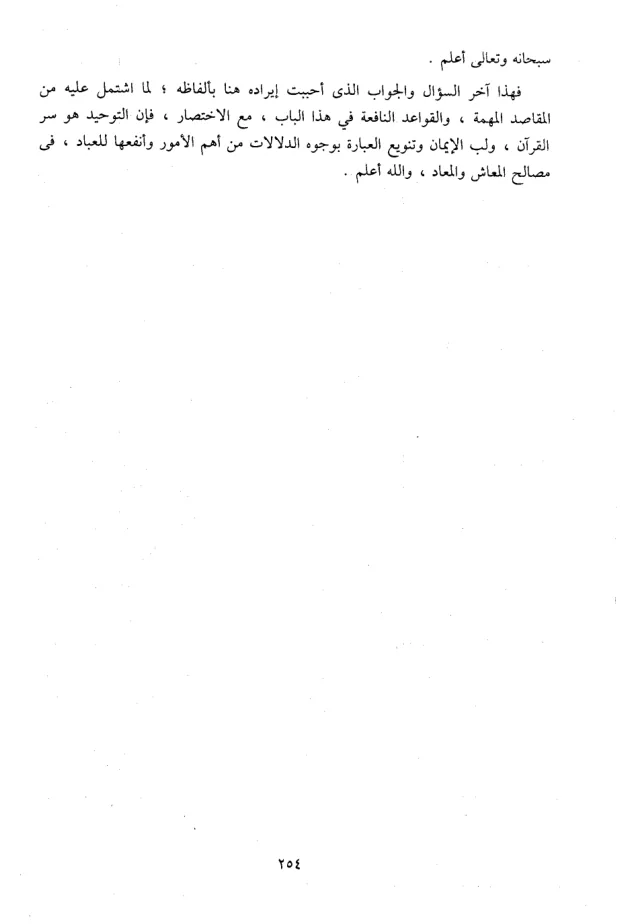 سبحانه وتعالى أعلم .
فهذا آخر السؤال والجواب الذى أحببت إيراده هنا بألفاظه ؛ لما اشتمل عليه من
المقاصد المهمة ، والقواعد النافعة في هذا الباب ، مع الاختصار ، فإن التوحيد هو سر
القرآن ، ولب الإيمان وتنويع العبارة بوجوه الدلالات من أهم الأمور وأنفعها للعباد ، فى
مصالح المعاش والمعاد ، والله أعلم .
٢٥٤